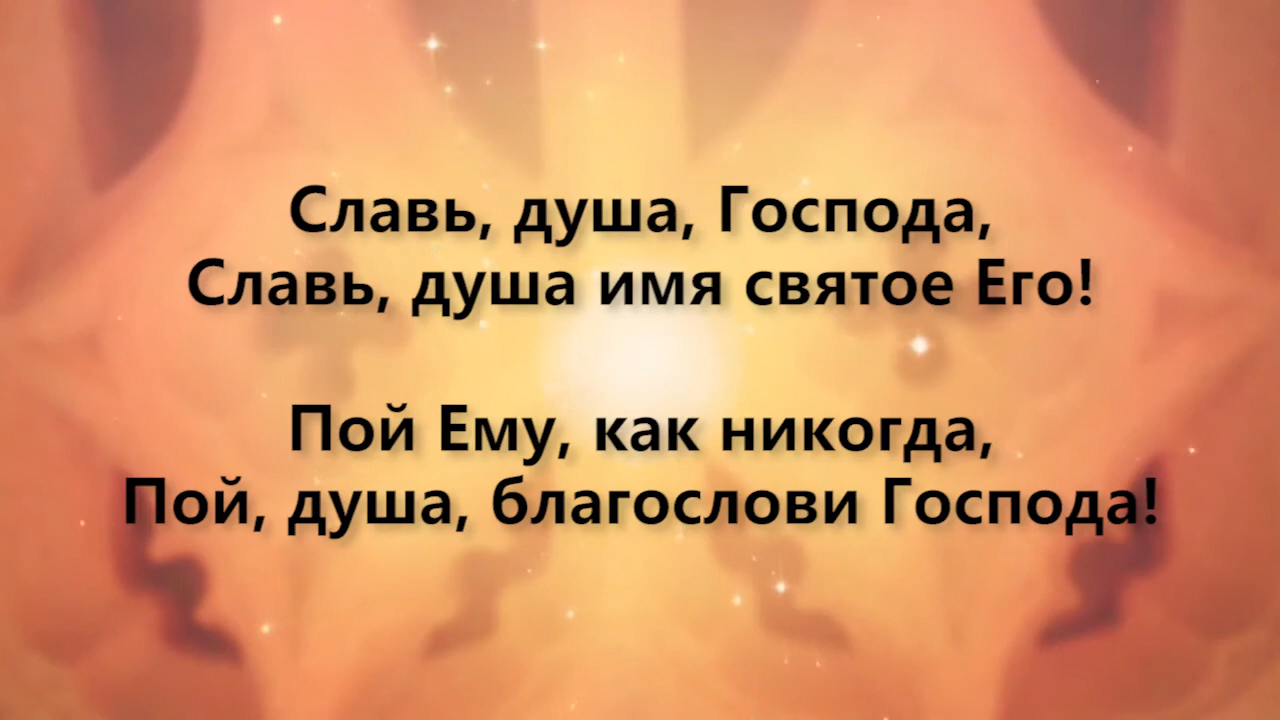 Славь, душа, Господа,
Славь, душа имя святое Его!
Пой Ему, как никогда,
Пой, душа, благослови Господа!